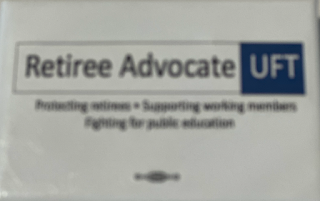 Retiree Advocate UFT
Protecting retirees • Supporting working members
Fighting for public education